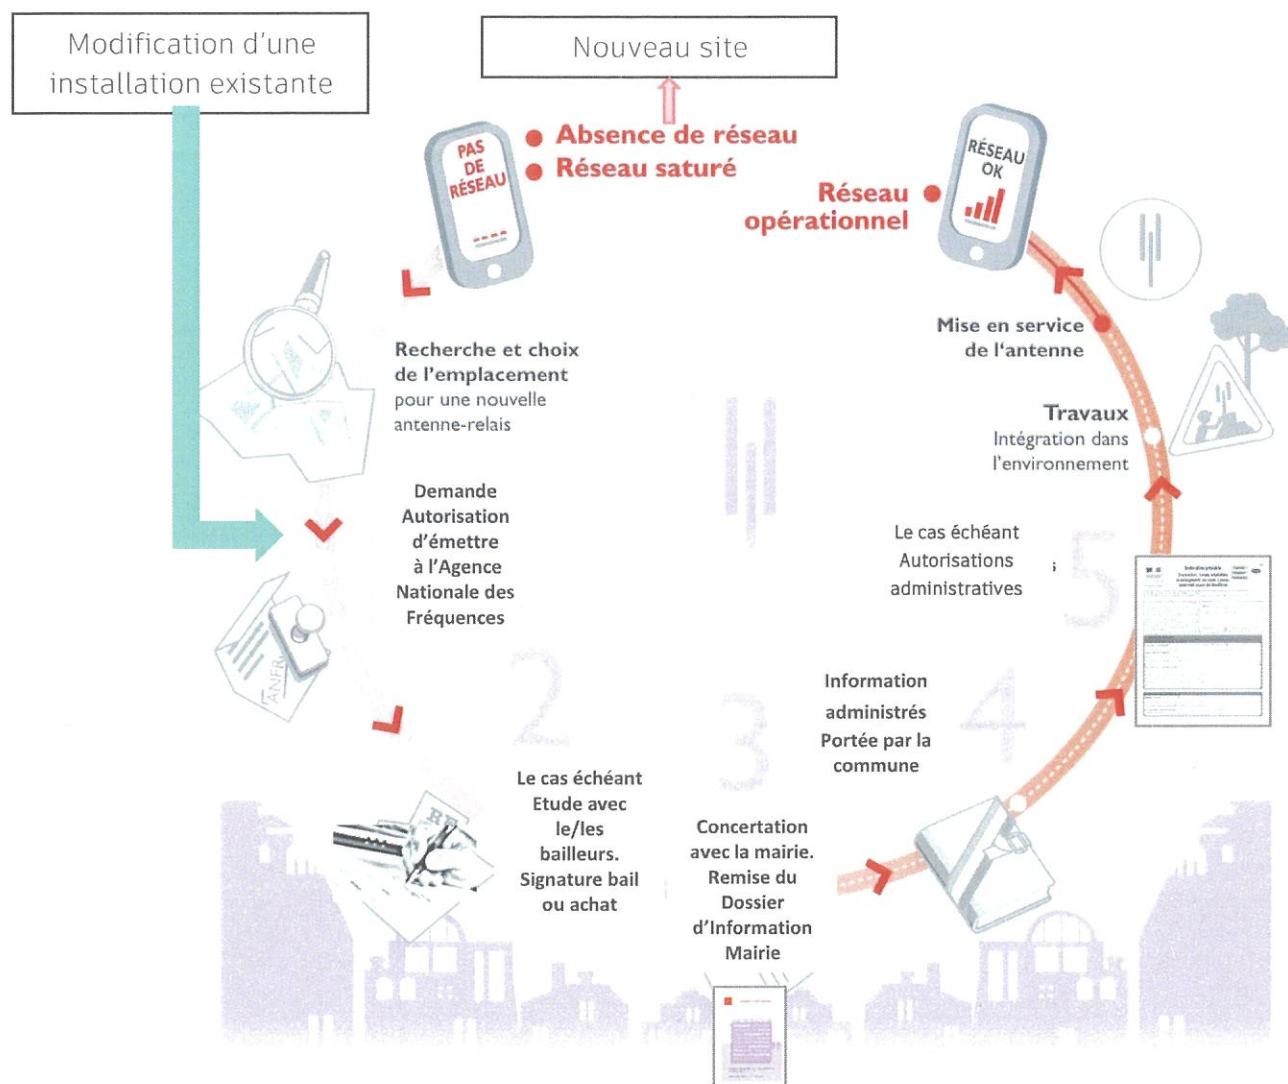 Modification d'une
installation existante
Nouveau site
PAS
DE
RÉSEAU
Absence de réseau
Réseau saturé
RÉSEAU
OK
Réseau
opérationnel
Recherche et choix
de l'emplacement
pour une nouvelle
antenne-relais
Mise en service
de l'antenne
Travaux
Intégration dans
l'environnement
Demande
Autorisation
d'émettre
à l'Agence
Nationale des
Fréquences
ANFR
Le cas échéant
Autorisations
administratives
s
5
2
3
4
Information
administrés
Portée par la
commune
Le cas échéant
Etude avec
le/les
bailleurs.
Signature bail
ou achat
Concertation
avec la mairie.
Remise du
Dossier
d'Information
Mairie